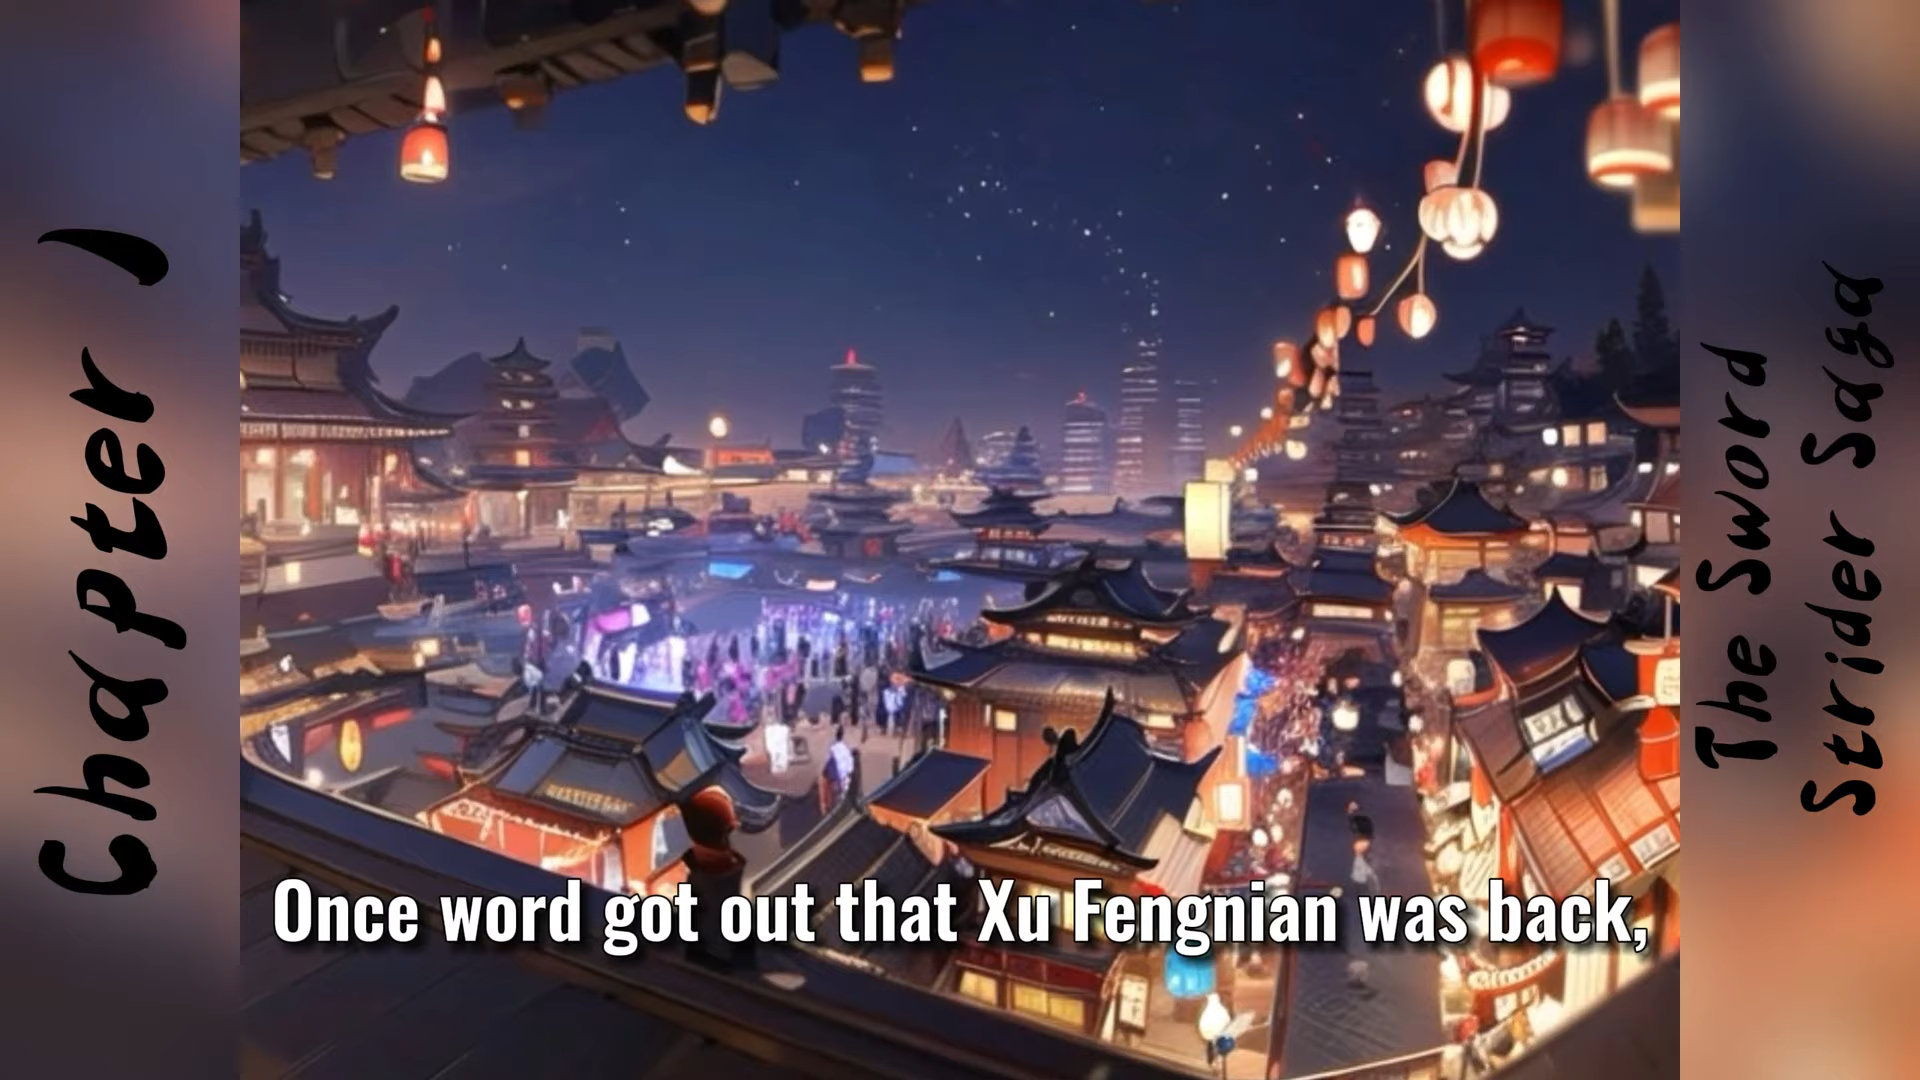 Chapter 1
Once word got out that Xu Fengnian was back,
The Sword
Strider Saga